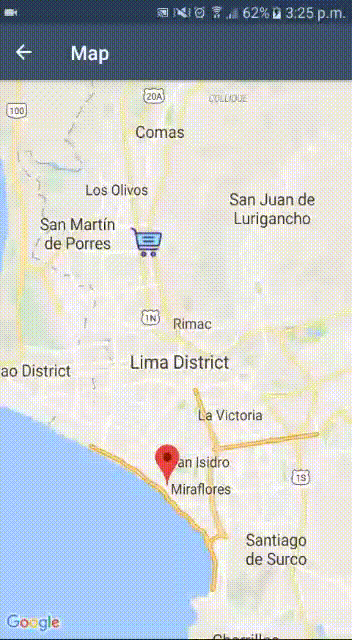 62% 3:25 p.m.
Map
100
20A
COLLIQUE
Comas
Los Olivos
San Juan de
Lurigancho
San Martín
de Porres
1N
Rimac
Lima District
ao District
La Victoria
an Isidro
1S
Miraflores
Santiago
de Surco
Google
Chorrillos